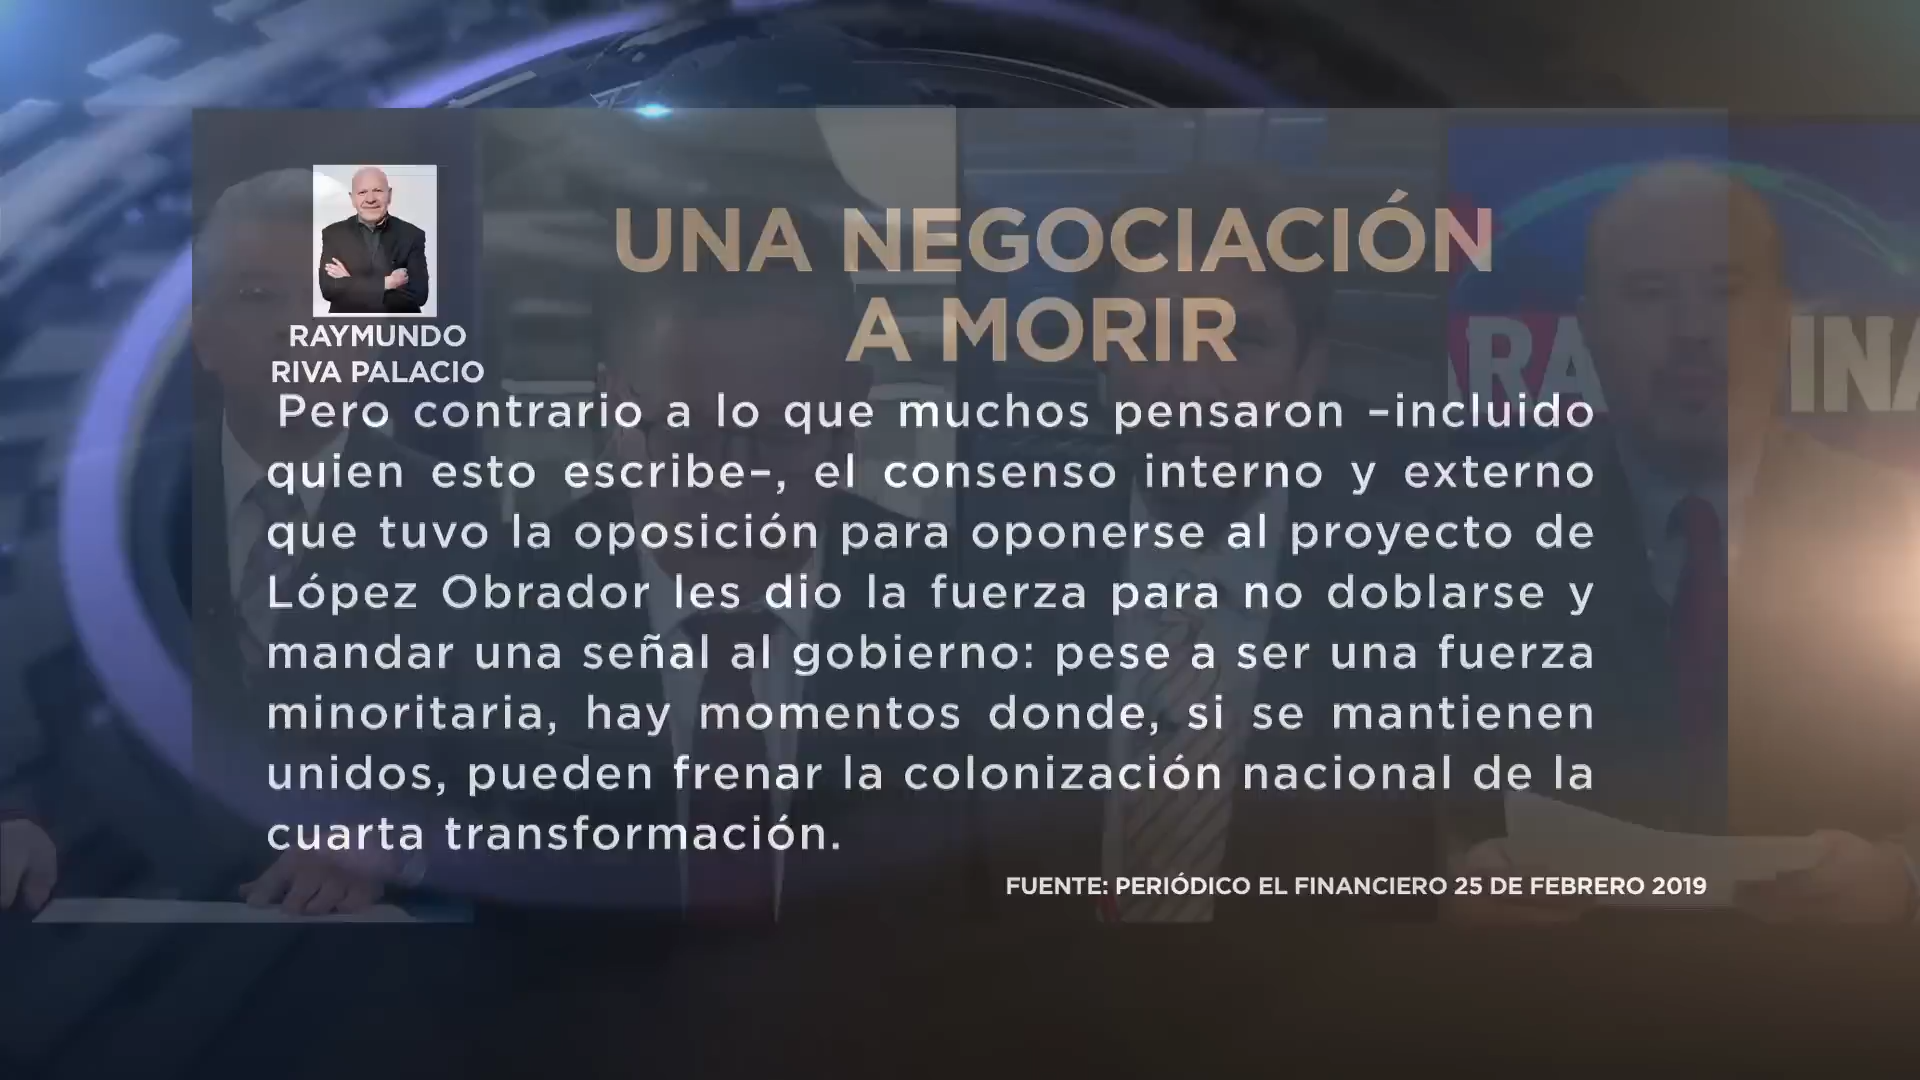 RAYMUNDO
RIVA PALACIO
UNA NEGOCIACIÓN
A MORIR
Pero contrario a lo que muchos pensaron –incluido
quien esto escribe–, el consenso interno y externo
que tuvo la oposición para oponerse al proyecto de
López Obrador les dio la fuerza para no doblarse y
mandar una señal al gobierno: pese a ser una fuerza
minoritaria, hay momentos donde, si se mantienen
unidos, pueden frenar la colonización nacional de la
cuarta transformación.
FUENTE: PERIÓDICO EL FINANCIERO 25 DE FEBRERO 2019